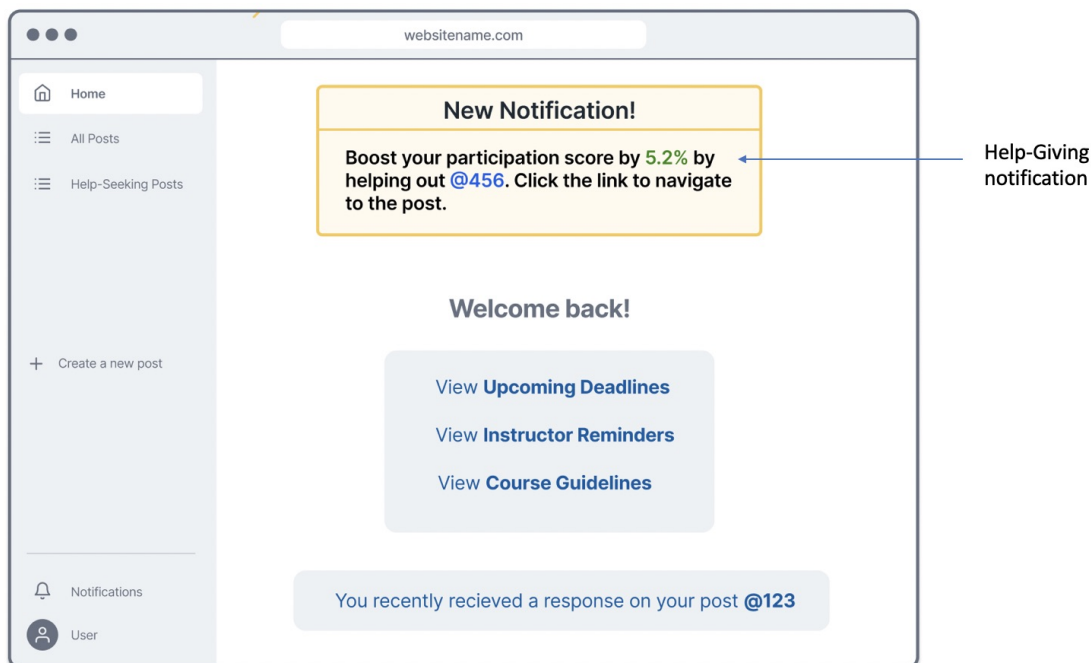 websitename.com
Home
All Posts
Help-Seeking Posts
Create a new post
Notifications
User
New Notification!
Boost your participation score by 5.2% by
helping out @456. Click the link to navigate
to the post.
Help-Giving
notification
Welcome back!
View Upcoming Deadlines
View Instructor Reminders
View Course Guidelines
You recently recieved a response on your post @123